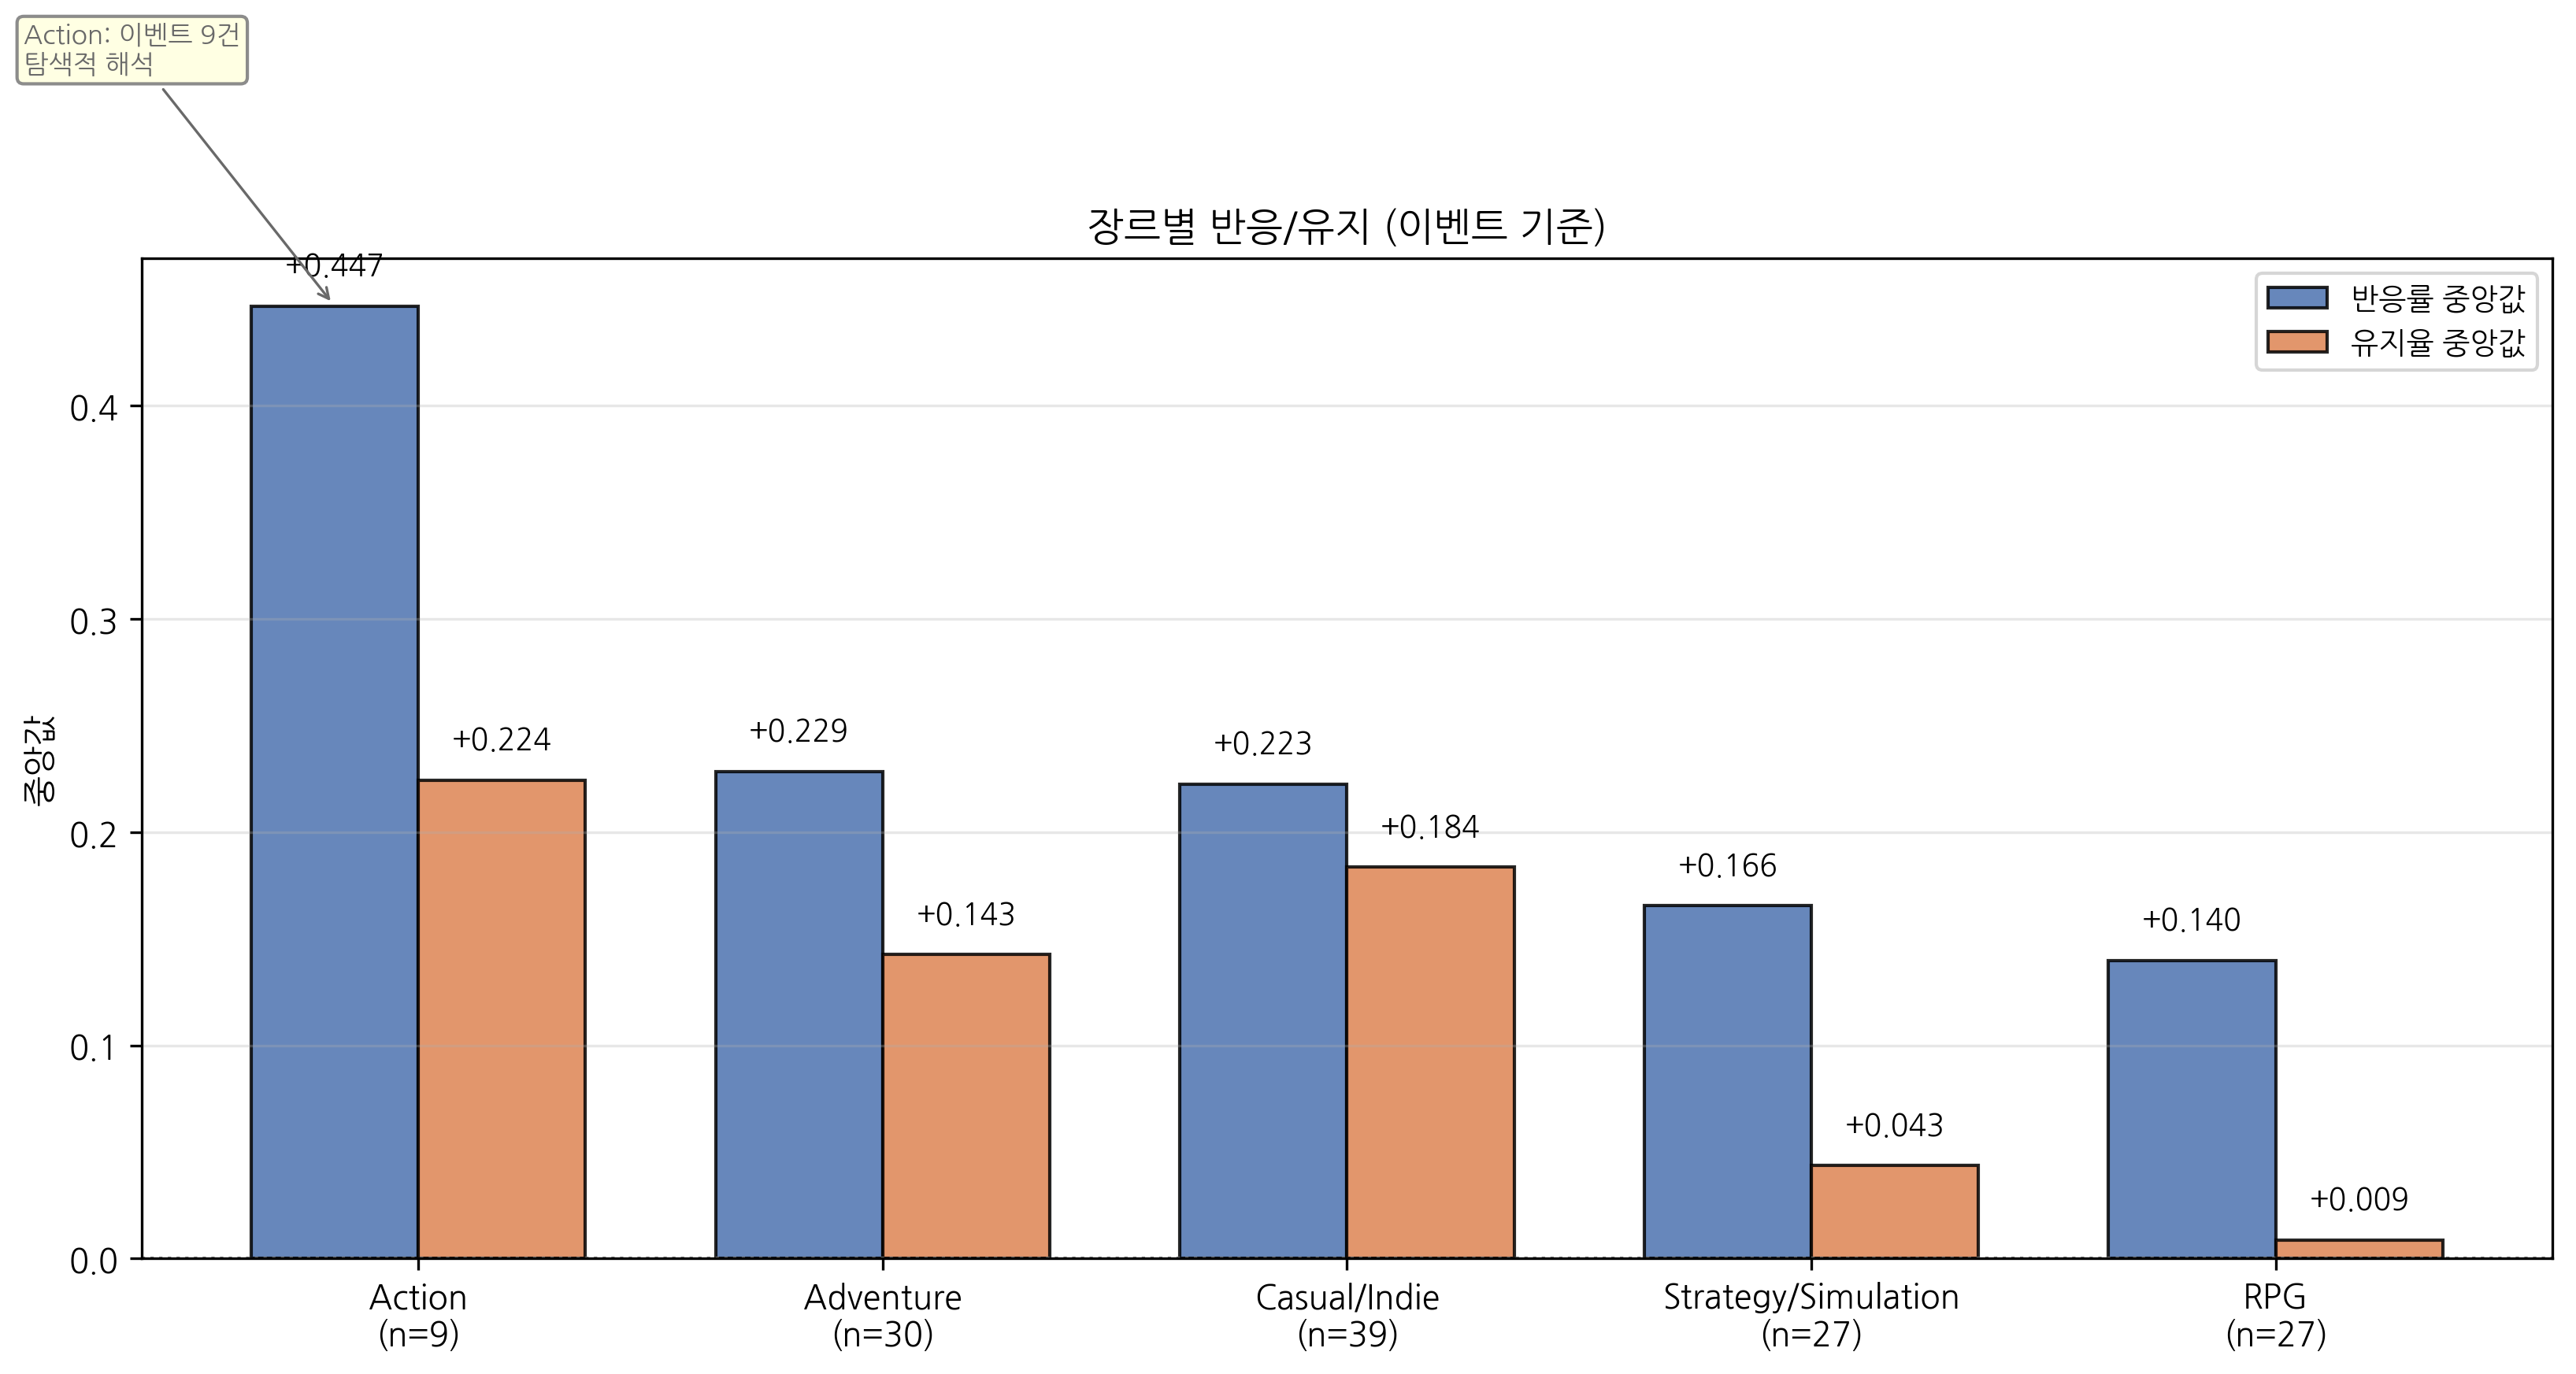 Action: 이벤트 9건
탐색적 해석
장르별 반응/유지 (이벤트 기준)
반응률 중앙값
유지율 중앙값
중앙값
0.4
0.3
0.2
0.1
0.0
+0.447
+0.224
+0.229
+0.143
+0.223
+0.184
+0.166
+0.043
+0.140
+0.009
Action
(n=9)
Adventure
(n=30)
Casual/Indie
(n=39)
Strategy/Simulation
(n=27)
RPG
(n=27)